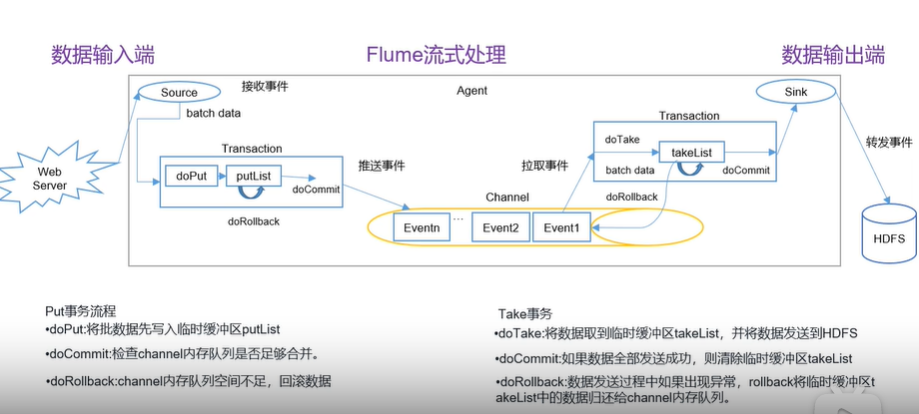 数据输入端
Flume流式处理
数据输出端
Source
接收事件
Agent
Sink
batch data
Transaction
转发事件
Web
Server
Transaction
推送事件
拉取事件
doTake
takeList
doPut
putList
doCommit
batch data
doCommit
doRollback
Channel
doRollback
Eventn
...
Event2
Event1
HDFS
Put事务流程
•doPut:将批数据先写入临时缓冲区putList
•doCommit:检查channel内存队列是否足够合并。
•doRollback:channel内存队列空间不足，回滚数据
Take事务
•doTake:将数据取到临时缓冲区takeList，并将数据发送到HDFS
•doCommit:如果数据全部发送成功，则清除临时缓冲区takeList
•doRollback:数据发送过程中如果出现异常，rollback将临时缓冲区t
akeList中的数据归还给channel内存队列。